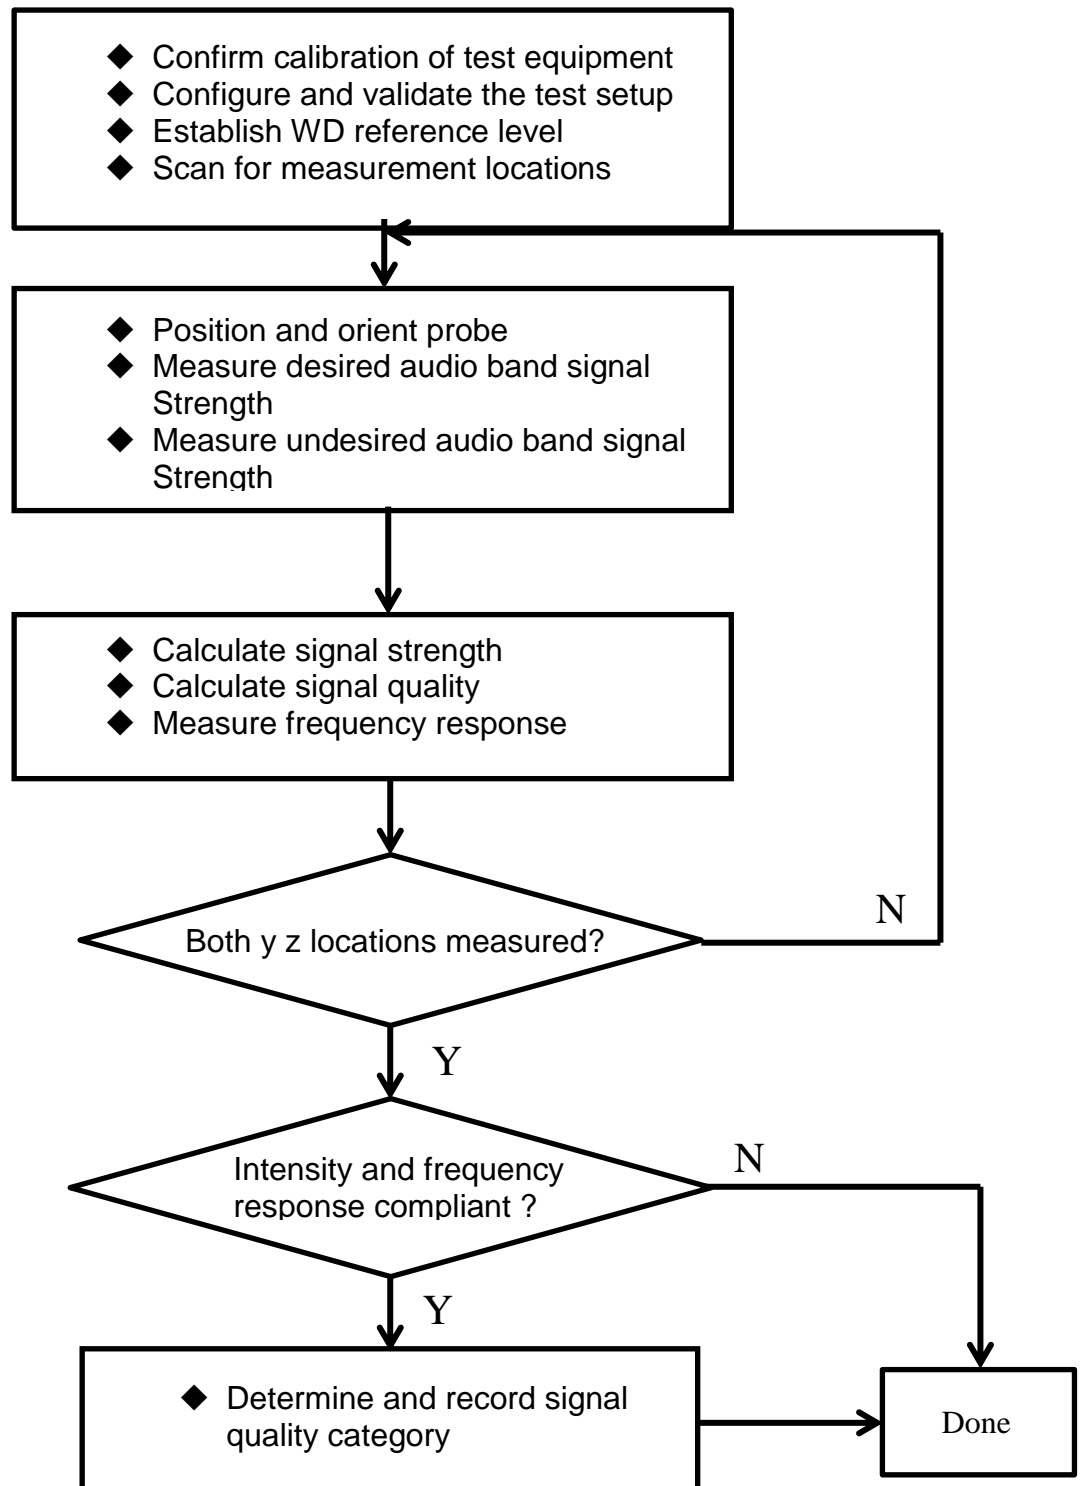 ◆ Confirm calibration of test equipment
◆ Configure and validate the test setup
◆ Establish WD reference level
◆ Scan for measurement locations
◆ Position and orient probe
◆ Measure desired audio band signal
Strength
◆ Measure undesired audio band signal
Strength
◆ Calculate signal strength
◆ Calculate signal quality
◆ Measure frequency response
Both y z locations measured?
N
Y
Intensity and frequency
response compliant ?
N
Y
◆ Determine and record signal
quality category
Done